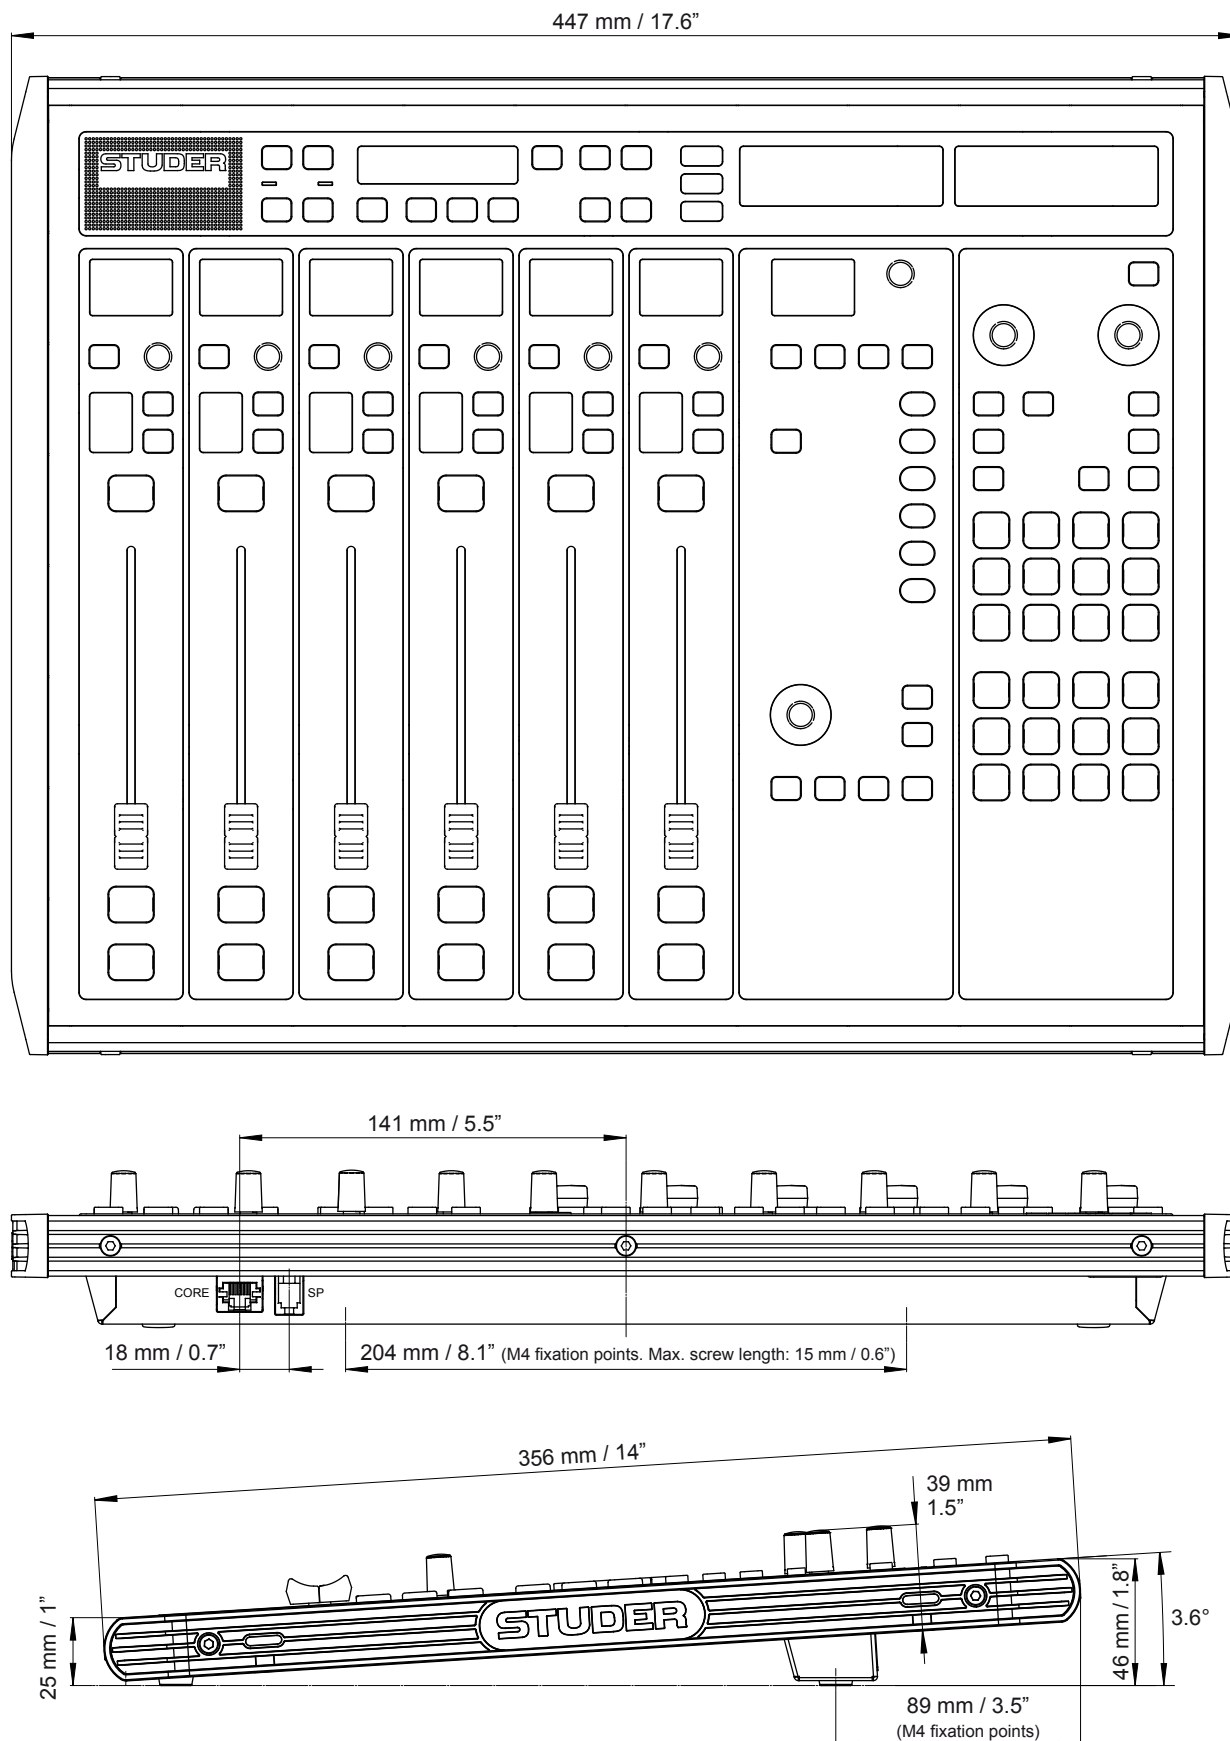 447 mm / 17.6”
STUDER
141 mm / 5.5”
CORE
SP
18 mm / 0.7”
204 mm / 8.1” (M4 fixation points. Max. screw length: 15 mm / 0.6”)
356 mm / 14”
39 mm
1.5”
STUDER
25 mm / 1”
46 mm / 1.8”
3.6°
89 mm / 3.5”
(M4 fixation points)